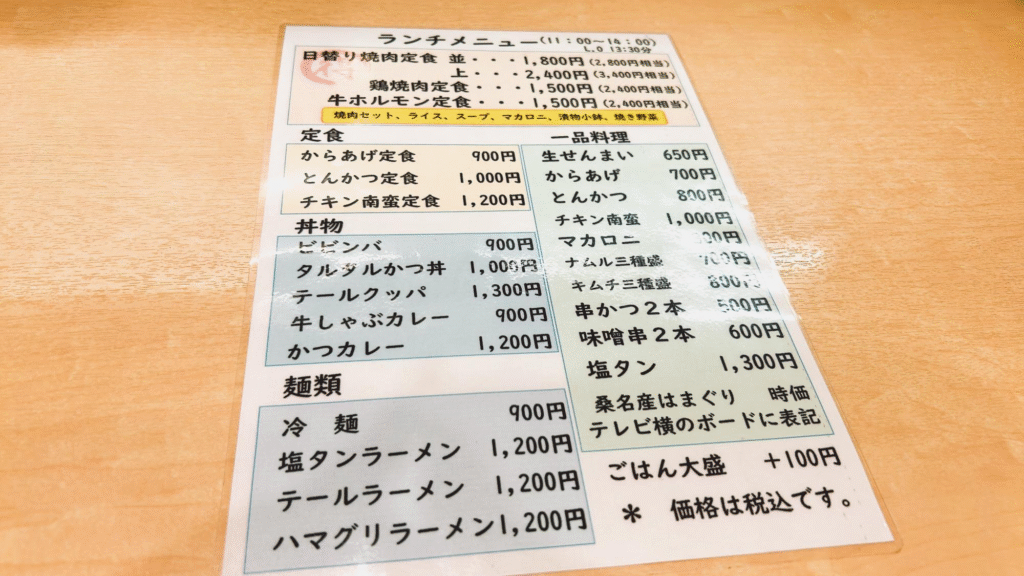 ランチメニュー(11:00~14:00)
L.O 13:30分
日替り焼肉定食 並・・・1,800円(2,800円相当)
上・・・2,400円(3,400円相当)
鶏焼肉定食・・・1,500円(2,400円相当)
牛ホルモン定食・・・1,500円(2,400円相当)
焼肉セット、ライス、スープ、マカロニ、漬物小鉢、焼き野菜
定食
からあげ定食 900円
とんかつ定食 1,000円
チキン南蛮定食 1,200円
丼物
ビビンバ 900円
タルタルかつ丼 1,000円
テールクッパ 1,300円
牛しゃぶカレー 900円
かつカレー 1,200円
麺類
冷 麺 900円
塩タンラーメン 1,200円
テールラーメン 1,200円
ハマグリラーメン 1,200円
一品料理
生せんまい 650円
からあげ 700円
とんかつ 800円
チキン南蛮 1,000円
マカロニ
ナムル三種盛 700円
キムチ三種盛 800円
串かつ2本 500円
味噌串2本 600円
塩タン 1,300円
桑名産はまぐり 時価
テレビ横のボードに表記
ごはん大盛 +100円
* 価格は税込です。